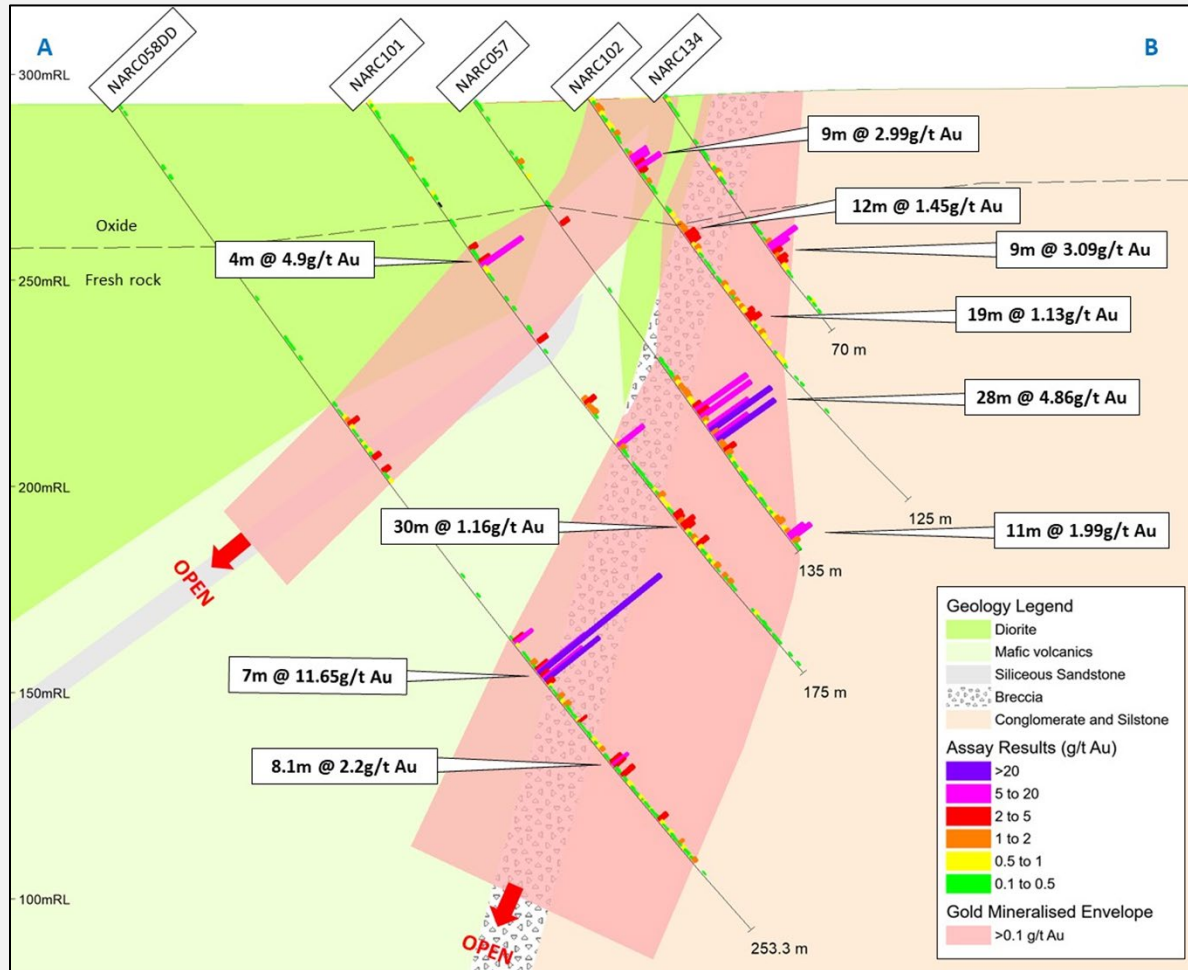 A
B
NARC058DD
NARC101
NARC057
NARC102
NARC134
300mRL
9m @ 2.99g/t Au
12m @ 1.45g/t Au
Oxide
4m @ 4.9g/t Au
9m @ 3.09g/t Au
Fresh rock
250mRL
19m @ 1.13g/t Au
70 m
28m @ 4.86g/t Au
200mRL
125 m
30m @ 1.16g/t Au
11m @ 1.99g/t Au
135 m
OPEN
7m @ 11.65g/t Au
175 m
150mRL
8.1m @ 2.2g/t Au
100mRL
253.3 m
OPEN
Geology Legend
Diorite
Mafic volcanics
Siliceous Sandstone
Breccia
Conglomerate and Silstone
Assay Results (g/t Au)
>20
5 to 20
2 to 5
1 to 2
0.5 to 1
0.1 to 0.5
Gold Mineralised Envelope
>0.1 g/t Au